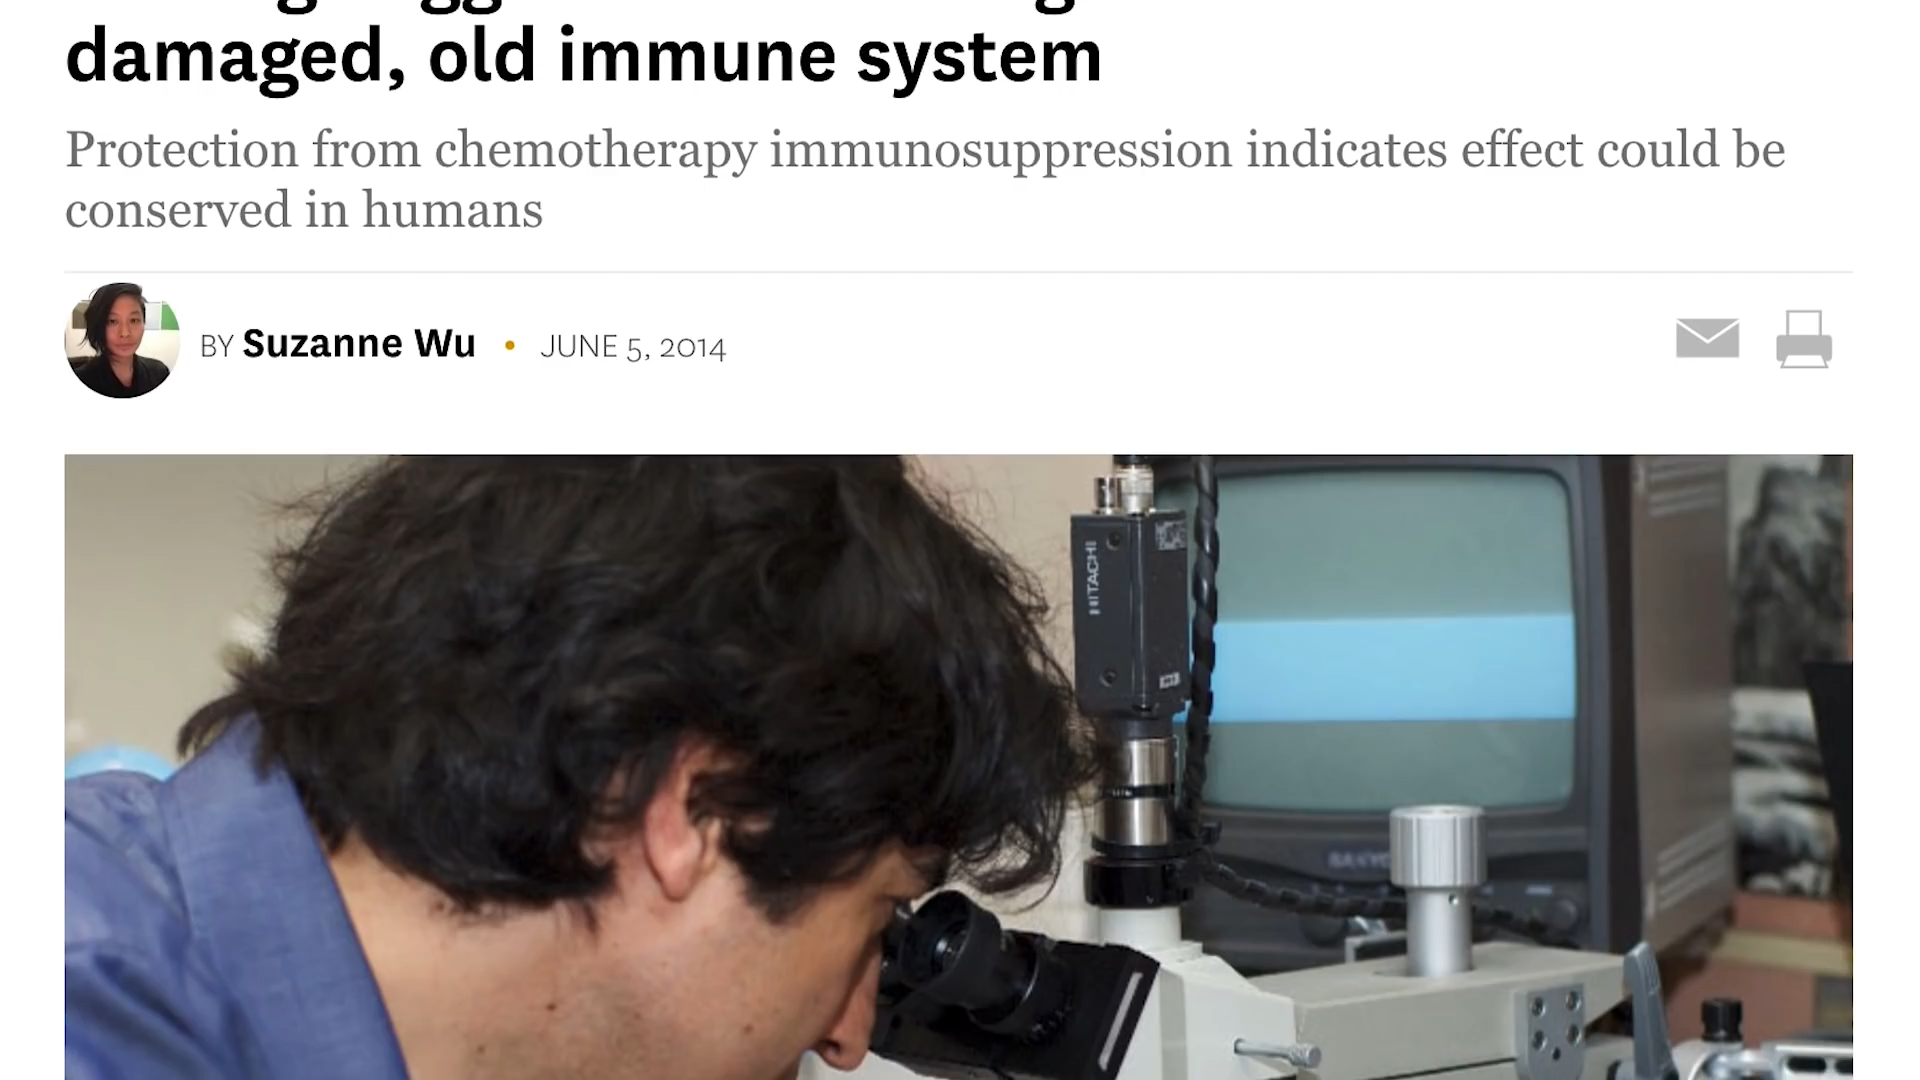 damaged, old immune system
Protection from chemotherapy immunosuppression indicates effect could be
conserved in humans
BY Suzanne Wu • JUNE 5, 2014
HITACHI
SANYO